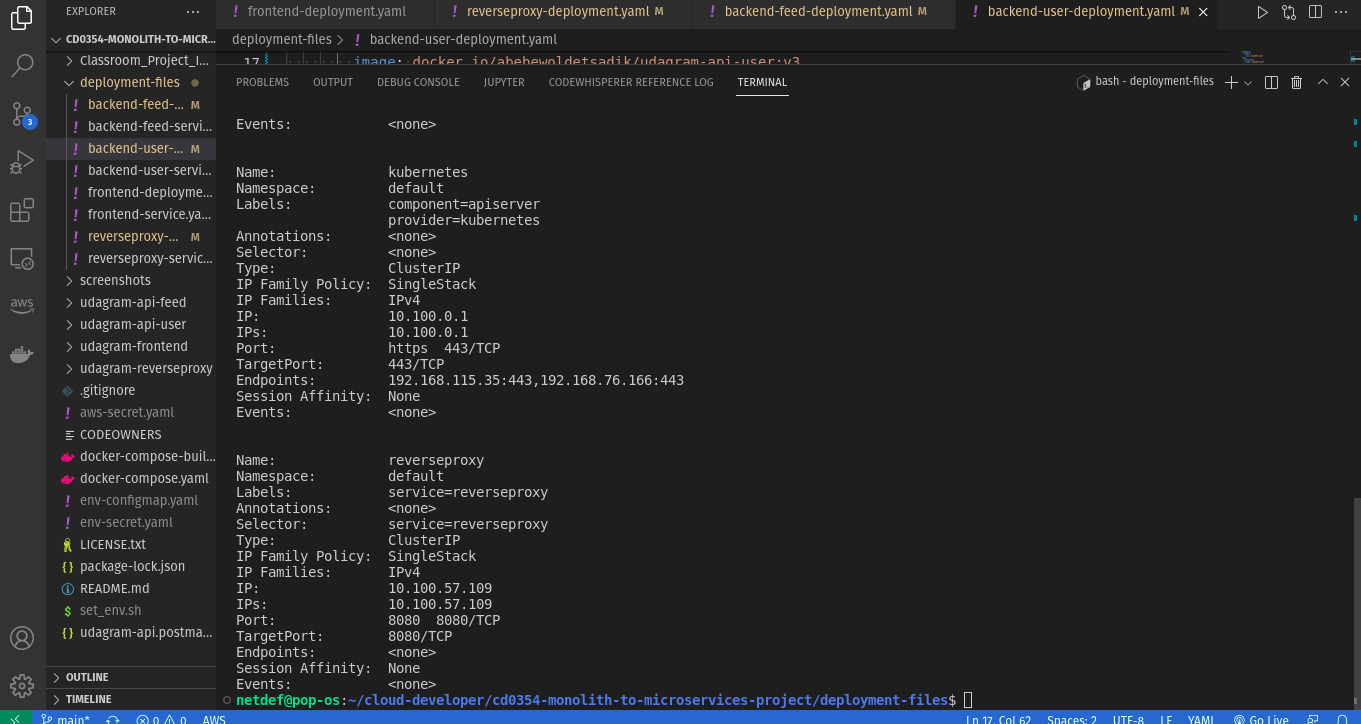 EXPLORER ···
CD0354-MONOLITH-TO-MICR...
Classroom_Project_I...
deployment-files
! backend-feed-... M
! backend-feed-servi...
! backend-user-... M
! backend-user-servi...
! frontend-deployme...
! frontend-service.ya...
! reverseproxy-... M
! reverseproxy-servic...
screenshots
udagram-api-feed
udagram-api-user
udagram-frontend
udagram-reverseproxy
.gitignore
! aws-secret.yaml
CODEOWNERS
docker-compose-buil...
docker-compose.yaml
! env-configmap.yaml
! env-secret.yaml
LICENSE.txt
{} package-lock.json
README.md
$ set_env.sh
{} udagram-api.postma...
OUTLINE
TIMELINE
3
aws
! frontend-deployment.yaml
! reverseproxy-deployment.yaml M
! backend-feed-deployment.yaml M
! backend-user-deployment.yaml M
deployment-files > ! backend-user-deployment.yaml
17 image: docker.io/abebewoldetsadik/udagram-api-user:v3
PROBLEMS OUTPUT DEBUG CONSOLE JUPYTER CODEWHISPERER REFERENCE LOG TERMINAL
bash - deployment-files
Events: <none>
Name: kubernetes
Namespace: default
Labels: component=apiserver
provider=kubernetes
Annotations: <none>
Selector: <none>
Type: ClusterIP
IP Family Policy: SingleStack
IP Families: IPv4
IP: 10.100.0.1
IPs: 10.100.0.1
Port: https 443/TCP
TargetPort: 443/TCP
Endpoints: 192.168.115.35:443,192.168.76.166:443
Session Affinity: None
Events: <none>
Name: reverseproxy
Namespace: default
Labels: service=reverseproxy
Annotations: <none>
Selector: service=reverseproxy
Type: ClusterIP
IP Family Policy: SingleStack
IP Families: IPv4
IP: 10.100.57.109
IPs: 10.100.57.109
Port: 8080 8080/TCP
TargetPort: 8080/TCP
Endpoints: <none>
Session Affinity: None
Events: <none>
netdef@pop-os:~/cloud-developer/cd0354-monolith-to-microservices-project/deployment-files$
main* 0 0 AWS
Ln 17, Col 62 Spaces: 2 UTF-8 LF YAML Go Live